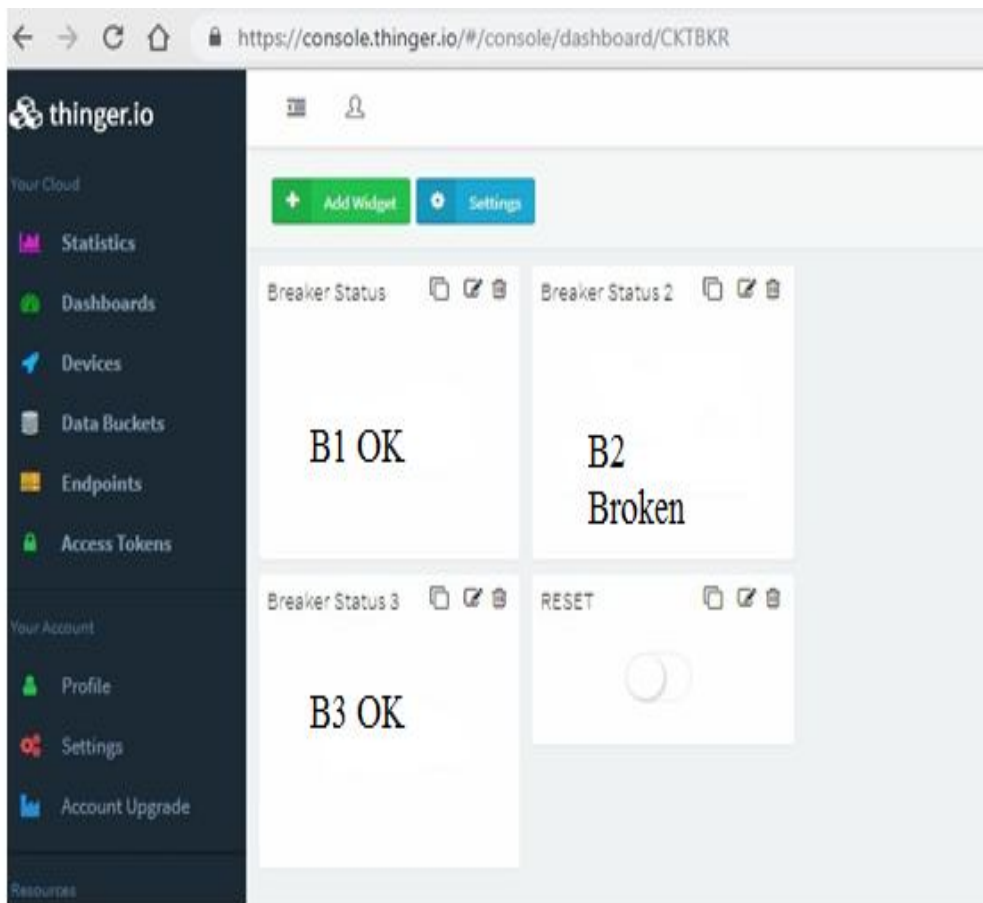 https://console.thinger.io/#/console/dashboard/CKTBKR
thinger.io
Your Cloud
Statistics
Dashboards
Devices
Data Buckets
Endpoints
Access Tokens
Your Account
Profile
Settings
Account Upgrade
Resources
Add Widget
Settings
Breaker Status
B1 OK
Breaker Status 2
B2
Broken
Breaker Status 3
B3 OK
RESET